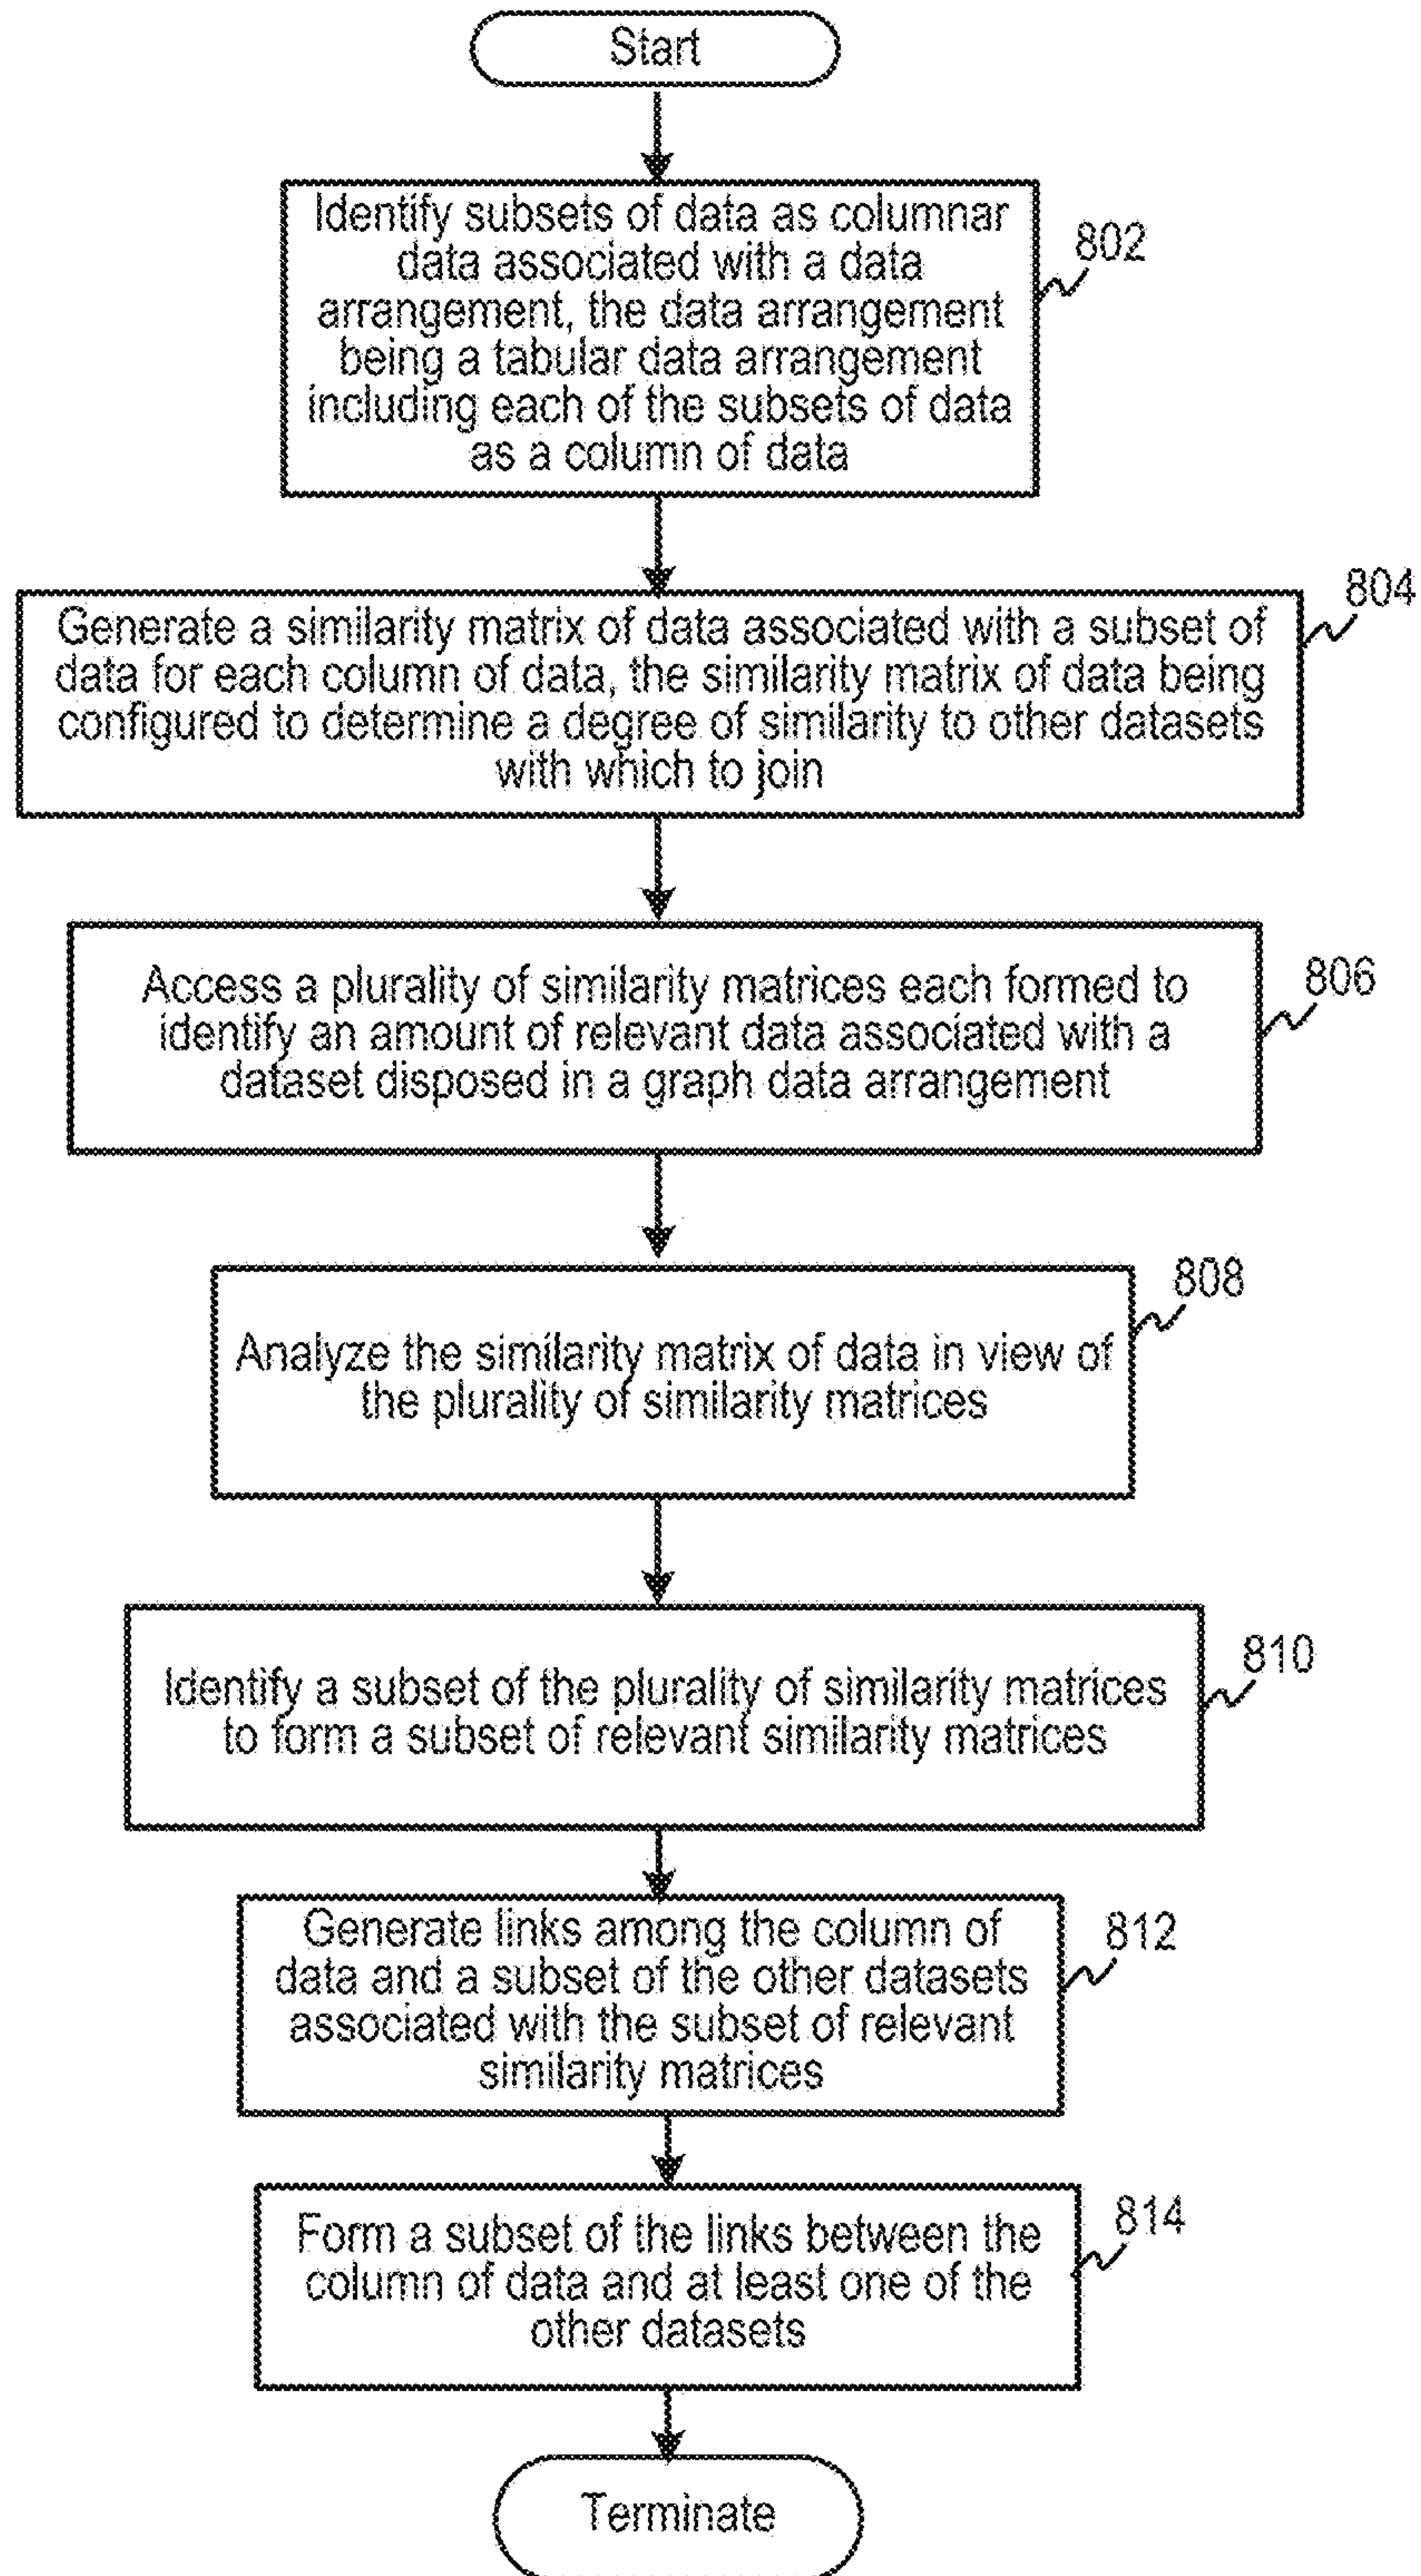 Start
Identify subsets of data as columnar
data associated with a data
arrangement, the data arrangement
being a tabular data arrangement
including each of the subsets of data
as a column of data
802
Generate a similarity matrix of data associated with a subset of
data for each column of data, the similarity matrix of data being
configured to determine a degree of similarity to other datasets
with which to join
804
Access a plurality of similarity matrices each formed to
identify an amount of relevant data associated with a
dataset disposed in a graph data arrangement
806
Analyze the similarity matrix of data in view of
the plurality of similarity matrices
808
Identify a subset of the plurality of similarity matrices
to form a subset of relevant similarity matrices
810
Generate links among the column of
data and a subset of the other datasets
associated with the subset of relevant
similarity matrices
812
Form a subset of the links between the
column of data and at least one of the
other datasets
814
Terminate